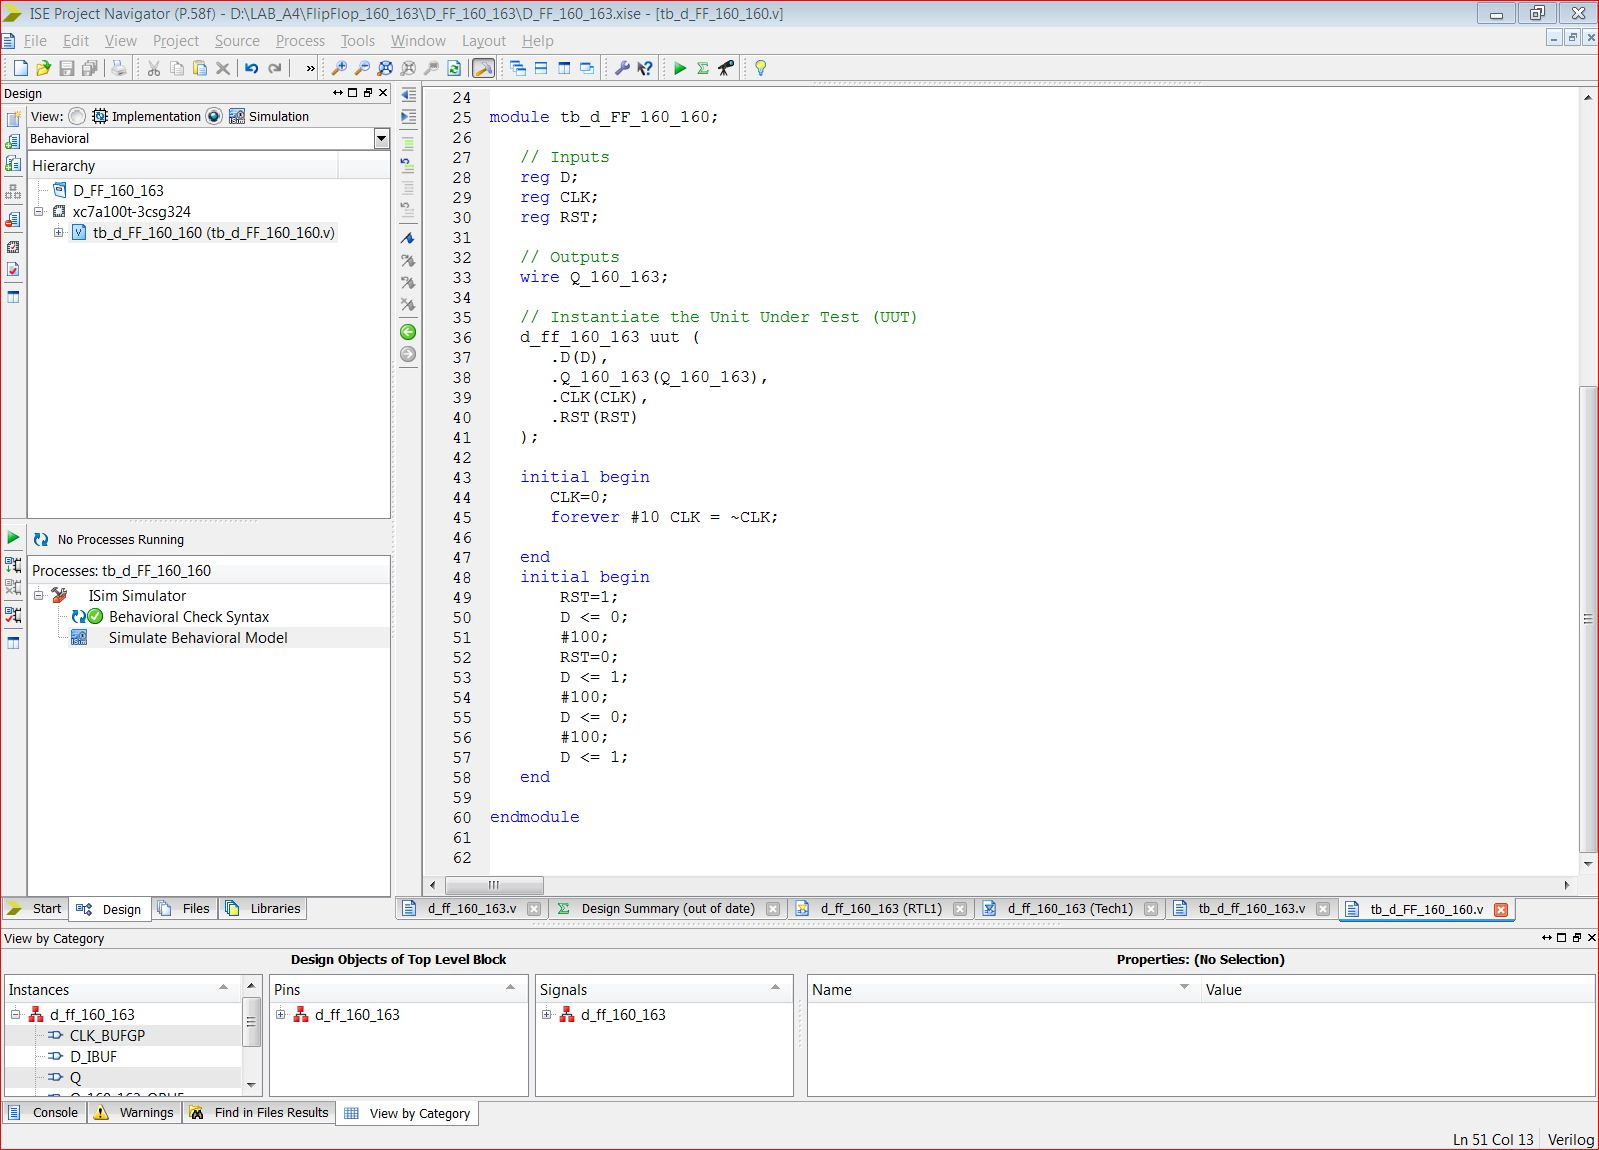 ISE Project Navigator (P.58f) - D:\LAB_A4\FlipFlop_160_163\D_FF_160_163\D_FF_160_163.xise - [tb_d_FF_160_160.v]
File Edit View Project Source Process Tools Window Layout Help
»
Design
View: Implementation Simulation
Behavioral
Hierarchy
D_FF_160_163
xc7a100t-3csg324
tb_d_FF_160_160 (tb_d_FF_160_160.v)
No Processes Running
Processes: tb_d_FF_160_160
ISim Simulator
Behavioral Check Syntax
Simulate Behavioral Model
Start Design Files Libraries
24
25 module tb_d_FF_160_160;
26
27 // Inputs
28 reg D;
29 reg CLK;
30 reg RST;
31
32 // Outputs
33 wire Q_160_163;
34
35 // Instantiate the Unit Under Test (UUT)
36 d_ff_160_163 uut (
37 .D(D),
38 .Q_160_163(Q_160_163),
39 .CLK(CLK),
40 .RST(RST)
41 );
42
43 initial begin
44 CLK=0;
45 forever #10 CLK = ~CLK;
46
47 end
48 initial begin
49 RST=1;
50 D <= 0;
51 #100;
52 RST=0;
53 D <= 1;
54 #100;
55 D <= 0;
56 #100;
57 D <= 1;
58 end
59
60 endmodule
61
62
d_ff_160_163.v Design Summary (out of date) d_ff_160_163 (RTL1) d_ff_160_163 (Tech1) tb_d_ff_160_163.v tb_d_FF_160_160.v
View by Category
Design Objects of Top Level Block
Properties: (No Selection)
Instances
d_ff_160_163
CLK_BUFGP
D_IBUF
Q
Pins
d_ff_160_163
Signals
d_ff_160_163
Name Value
Console Warnings Find in Files Results View by Category
Ln 51 Col 13 Verilog